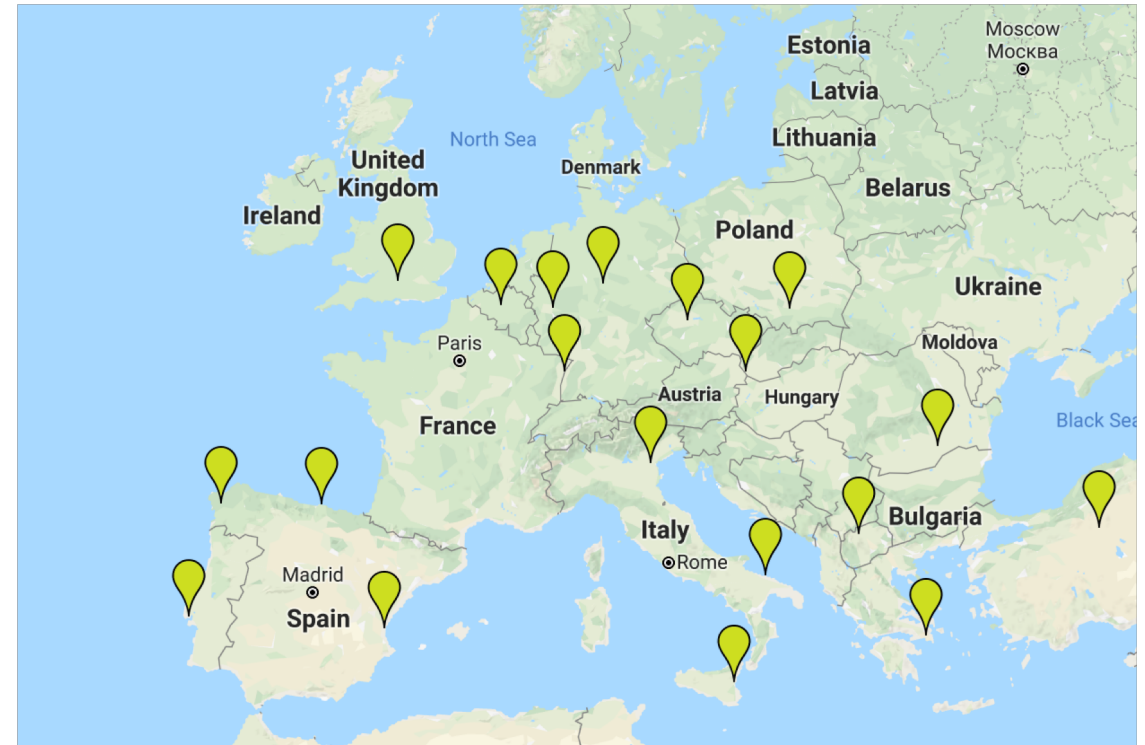 Moscow
Москва
Estonia
Latvia
Lithuania
North Sea
United
Kingdom
Denmark
Belarus
Ireland
Poland
Ukraine
Paris
Moldova
Austria
Hungary
France
Black Sea
Bulgaria
Italy
Rome
Madrid
Spain